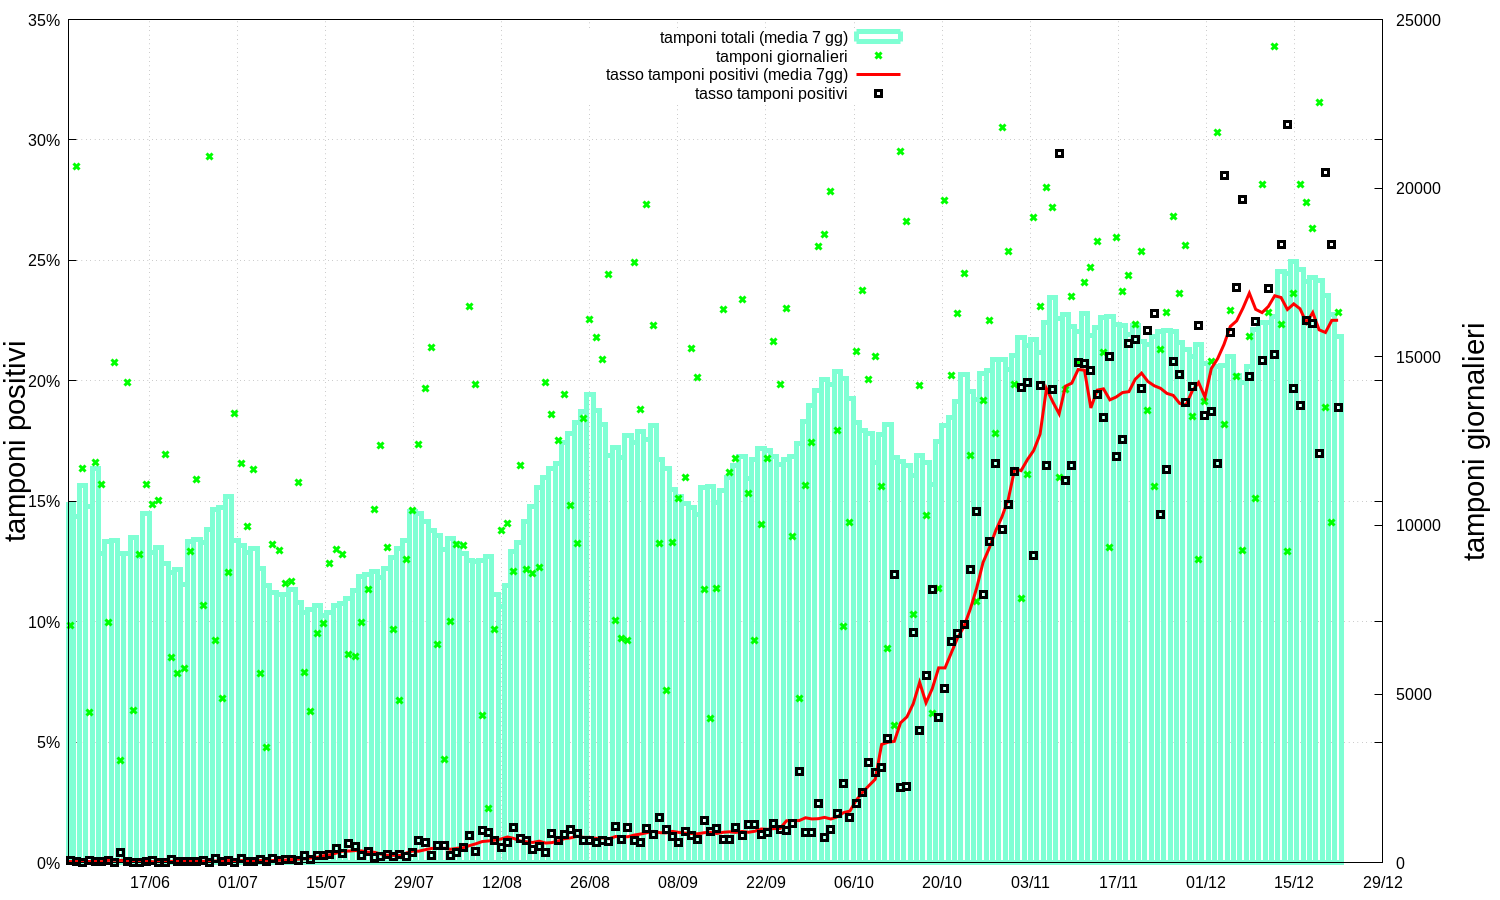 35%
30%
25%
20%
15%
10%
5%
0%
tamponi positivi
tamponi totali (media 7 gg)
tamponi giornalieri
tasso tamponi positivi (media 7gg)
tasso tamponi positivi
25000
20000
15000
10000
5000
0
tamponi giornalieri
17/06 01/07 15/07 29/07 12/08 26/08 08/09 22/09 06/10 20/10 03/11 17/11 01/12 15/12 29/12